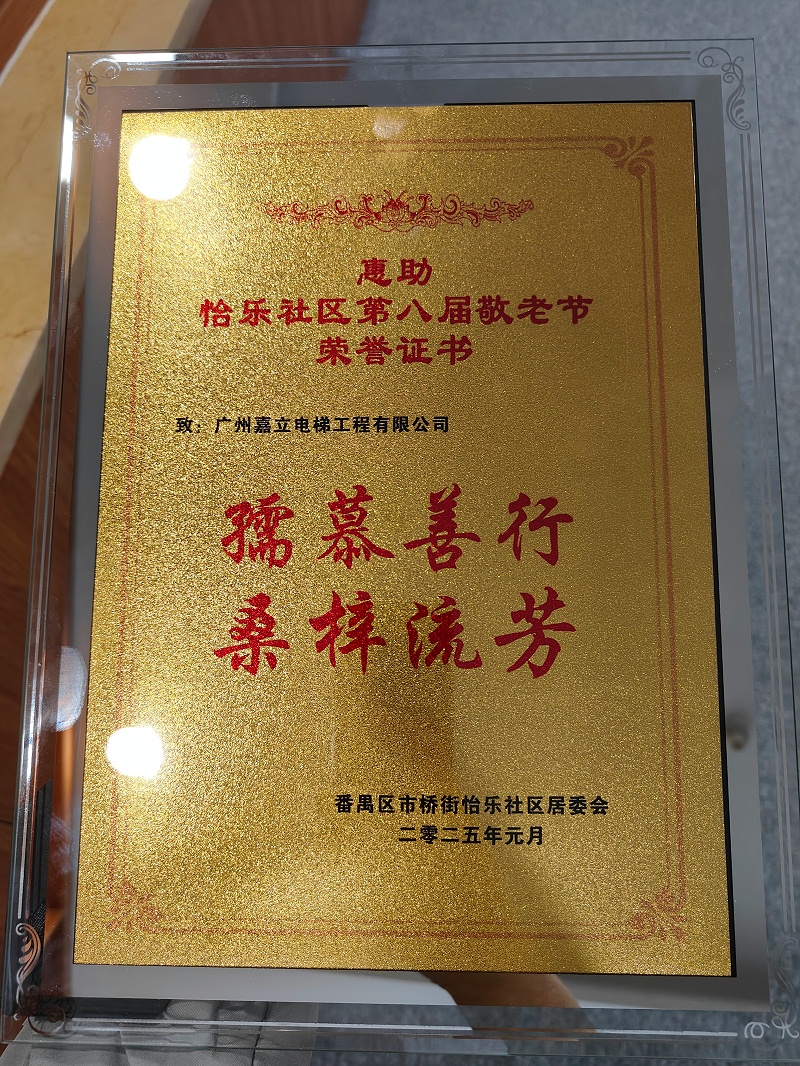 惠助
怡乐社区第八届敬老节
荣誉证书
致：广州嘉立电梯工程有限公司
孺慕善行
桑梓流芳
番禺区市桥街怡乐社区居委会
二零二五年元月